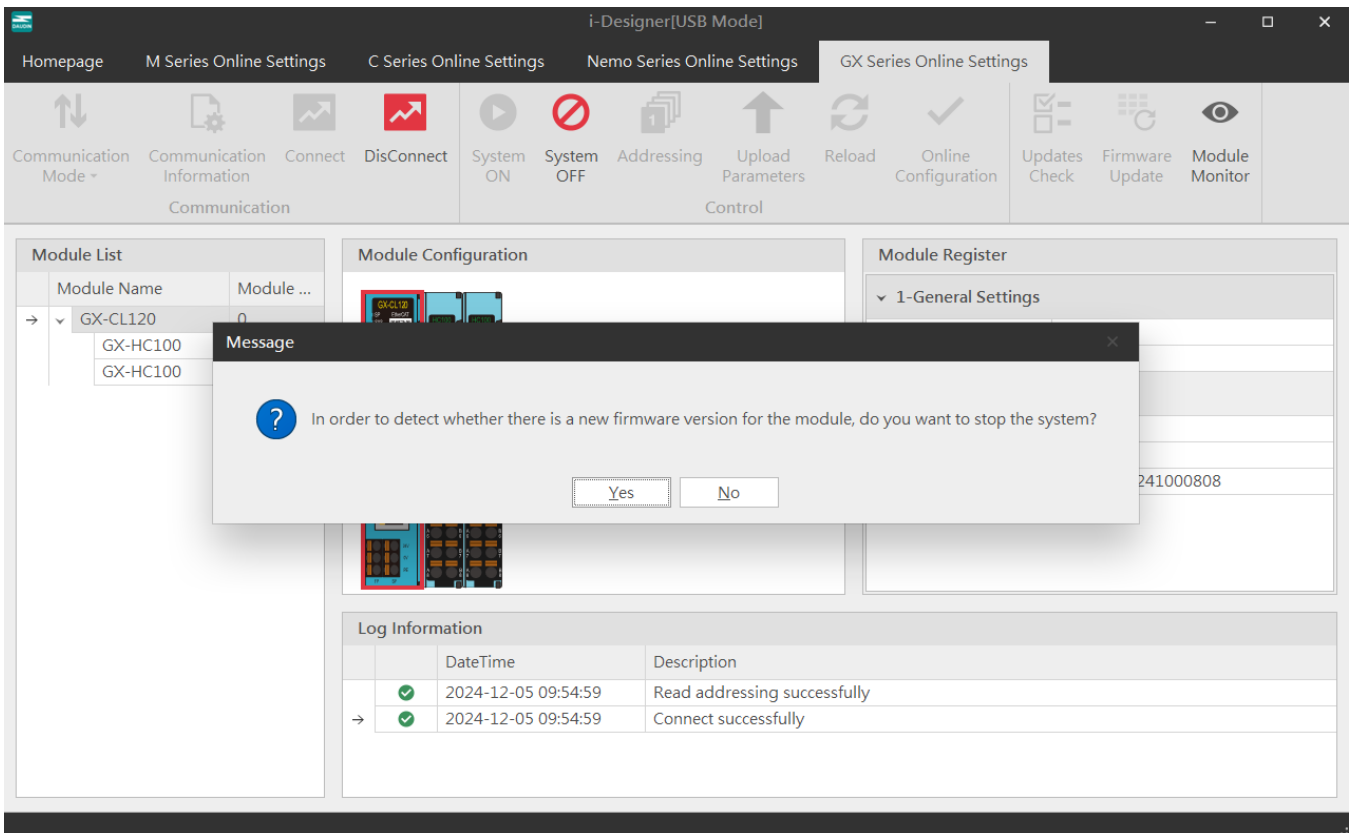 DAUDIN
i-Designer[USB Mode]
Homepage
M Series Online Settings
C Series Online Settings
Nemo Series Online Settings
GX Series Online Settings
Communication Mode
Communication Information
Connect
DisConnect
System ON
System OFF
Addressing
Upload Parameters
Reload
Online Configuration
Updates Check
Firmware Update
Module Monitor
Communication
Control
Module List
Module Name
Module ...
GX-CL120
0
GX-HC100
GX-HC100
Module Configuration
GX-CL120
EtherCAT
Module Register
1-General Settings
241000808
Message
In order to detect whether there is a new firmware version for the module, do you want to stop the system?
Yes
No
Log Information
DateTime
Description
2024-12-05 09:54:59
Read addressing successfully
2024-12-05 09:54:59
Connect successfully